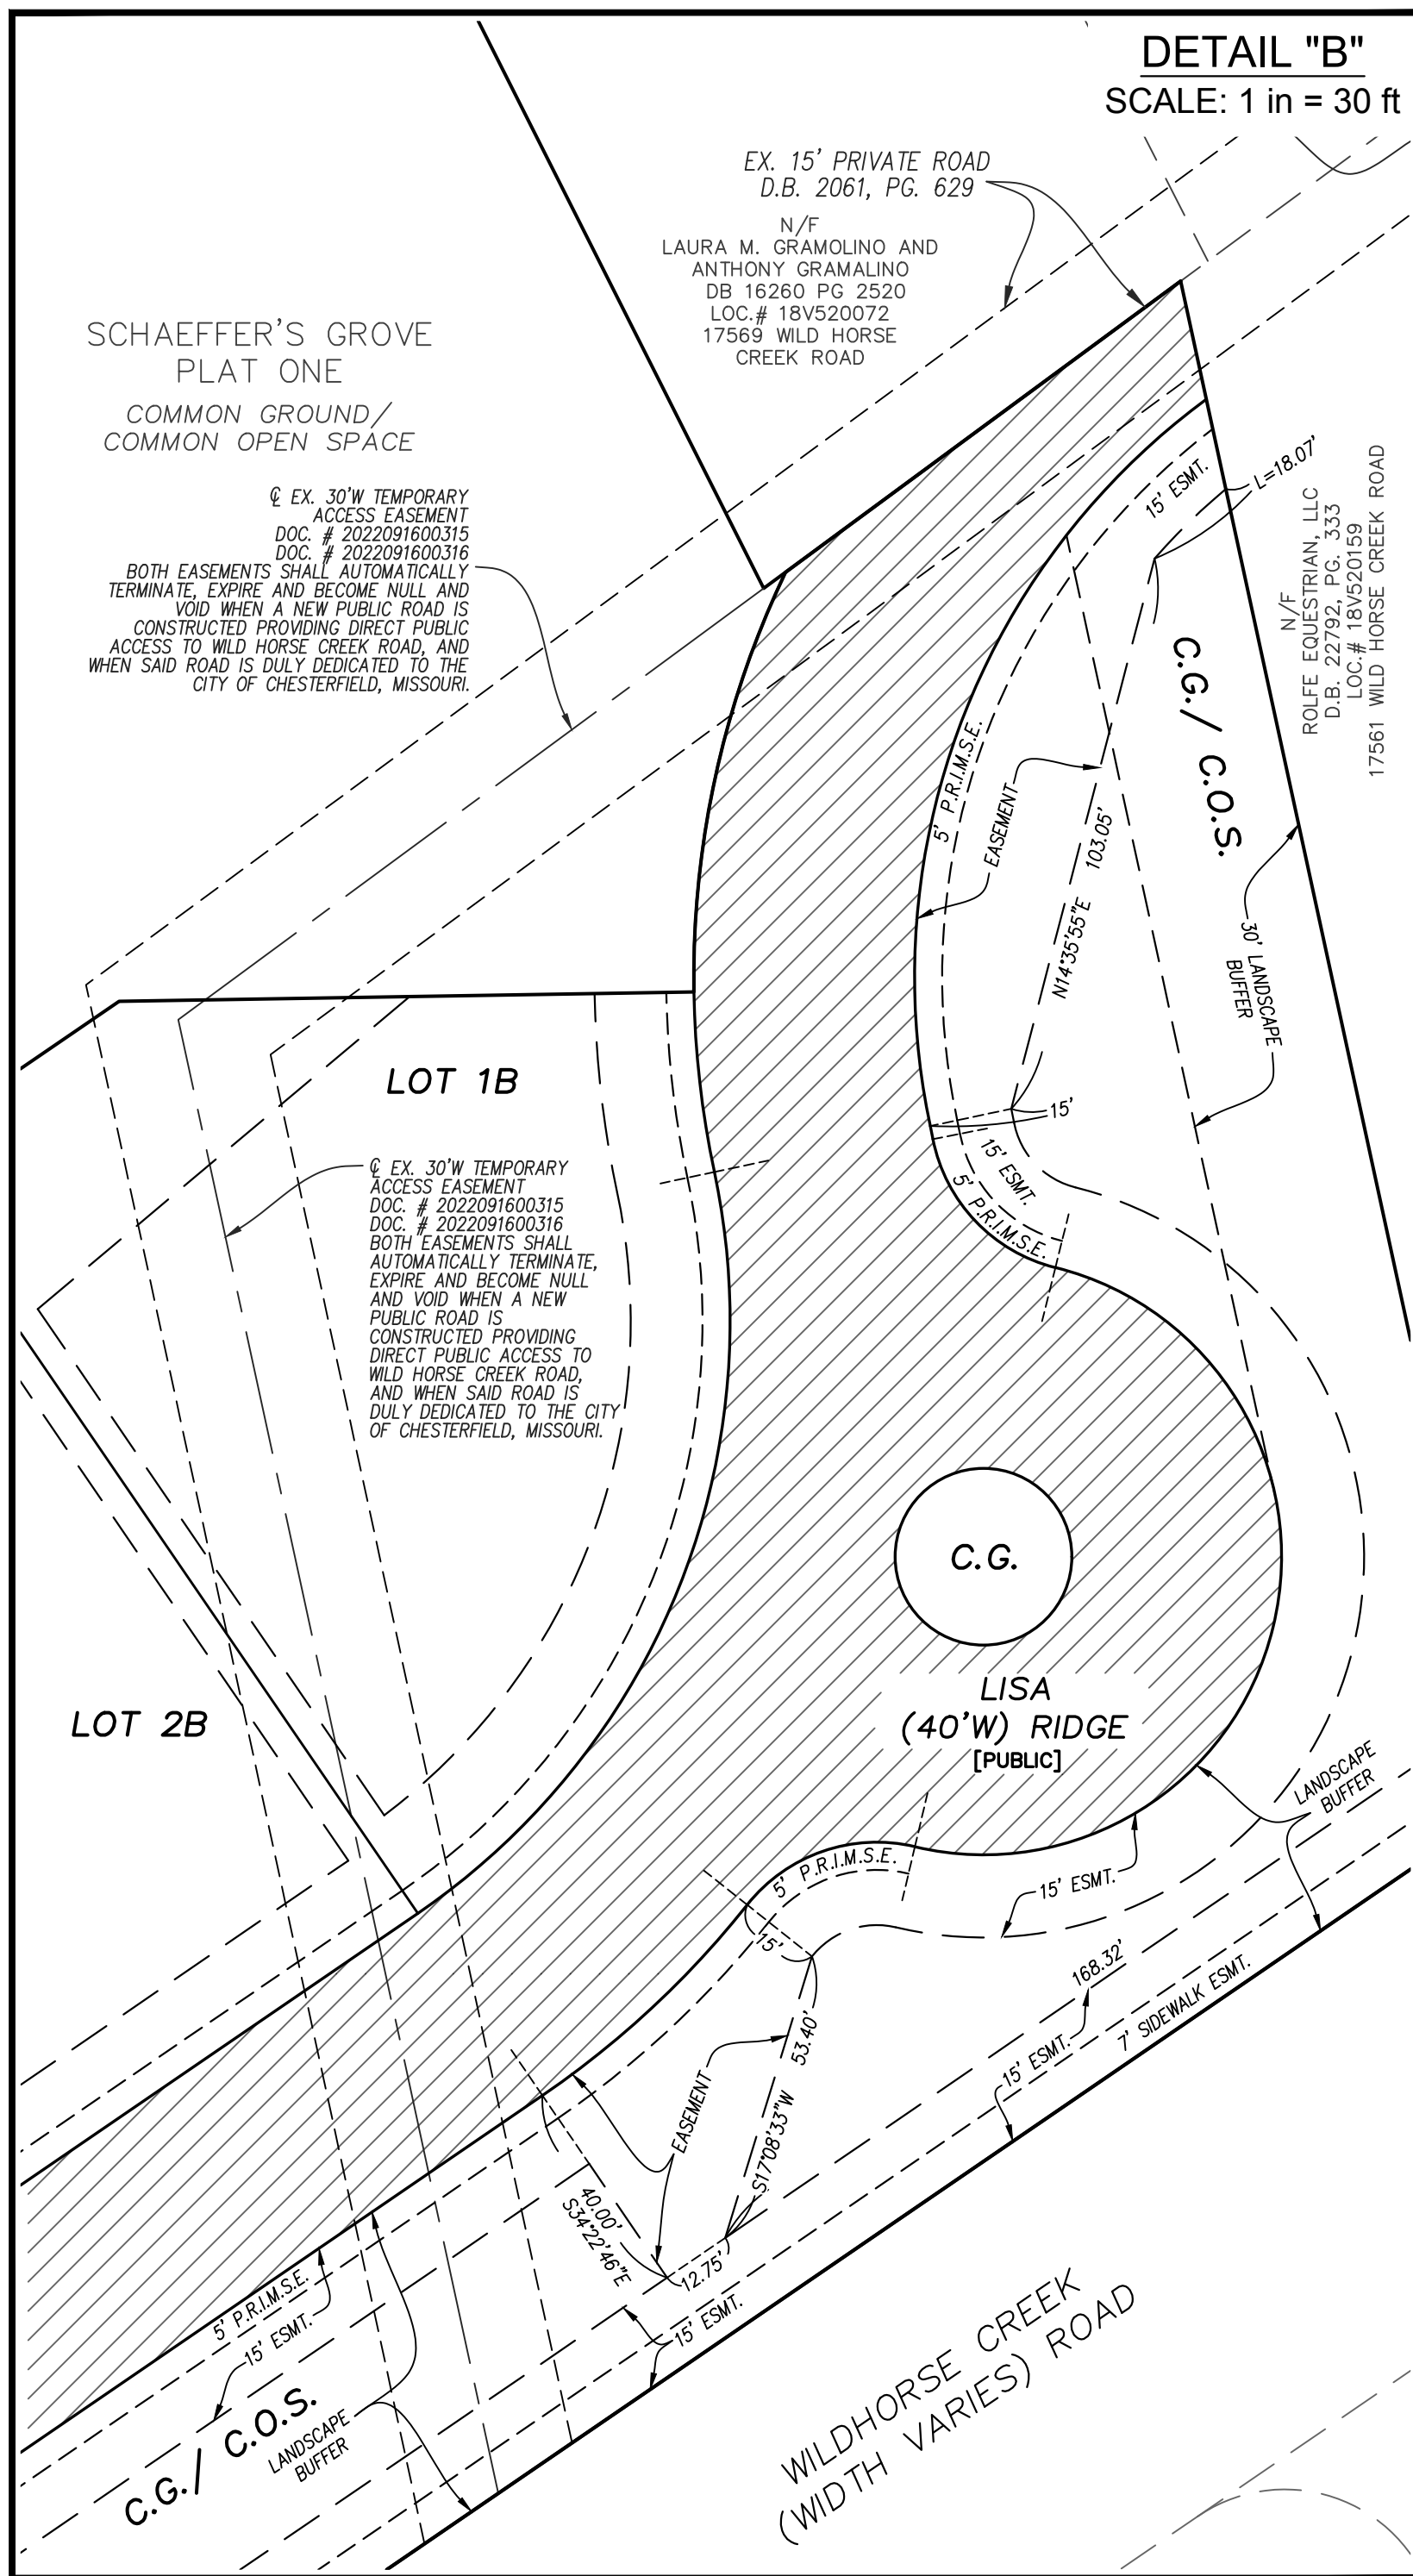 DETAIL "B"
SCALE: 1 in = 30 ft
EX. 15' PRIVATE ROAD
D.B. 2061, PG. 629
N/F
LAURA M. GRAMOLINO AND
ANTHONY GRAMALINO
DB 16260 PG 2520
LOC.# 18V520072
17569 WILD HORSE
CREEK ROAD
SCHAEFFER'S GROVE
PLAT ONE
COMMON GROUND/
COMMON OPEN SPACE
℄ EX. 30'W TEMPORARY
ACCESS EASEMENT
DOC. # 2022091600315
DOC. # 2022091600316
BOTH EASEMENTS SHALL AUTOMATICALLY
TERMINATE, EXPIRE AND BECOME NULL AND
VOID WHEN A NEW PUBLIC ROAD IS
CONSTRUCTED PROVIDING DIRECT PUBLIC
ACCESS TO WILD HORSE CREEK ROAD, AND
WHEN SAID ROAD IS DULY DEDICATED TO THE
CITY OF CHESTERFIELD, MISSOURI.
15' ESMT.
L=18.07'
N/F
ROLFE EQUESTRIAN, LLC
D.B. 22792, PG. 333
LOC.# 18V520159
17561 WILD HORSE CREEK ROAD
C.G./ C.O.S.
5' P.R.I.M.S.E.
EASEMENT
N14°35'55"E 103.05'
30' LANDSCAPE
BUFFER
LOT 1B
15'
15' ESMT.
5' P.R.I.M.S.E.
℄ EX. 30'W TEMPORARY
ACCESS EASEMENT
DOC. # 2022091600315
DOC. # 2022091600316
BOTH EASEMENTS SHALL
AUTOMATICALLY TERMINATE,
EXPIRE AND BECOME NULL
AND VOID WHEN A NEW
PUBLIC ROAD IS
CONSTRUCTED PROVIDING
DIRECT PUBLIC ACCESS TO
WILD HORSE CREEK ROAD,
AND WHEN SAID ROAD IS
DULY DEDICATED TO THE CITY
OF CHESTERFIELD, MISSOURI.
C.G.
LOT 2B
LISA
(40'W) RIDGE
[PUBLIC]
LANDSCAPE
BUFFER
5' P.R.I.M.S.E.
15' ESMT.
15'
168.32'
15' ESMT.
7' SIDEWALK ESMT.
S17°08'33"W 53.40'
EASEMENT
40.00'
S34°22'46"E
12.75'
15' ESMT.
5' P.R.I.M.S.E.
15' ESMT.
C.G./ C.O.S.
LANDSCAPE
BUFFER
WILDHORSE CREEK
(WIDTH VARIES) ROAD